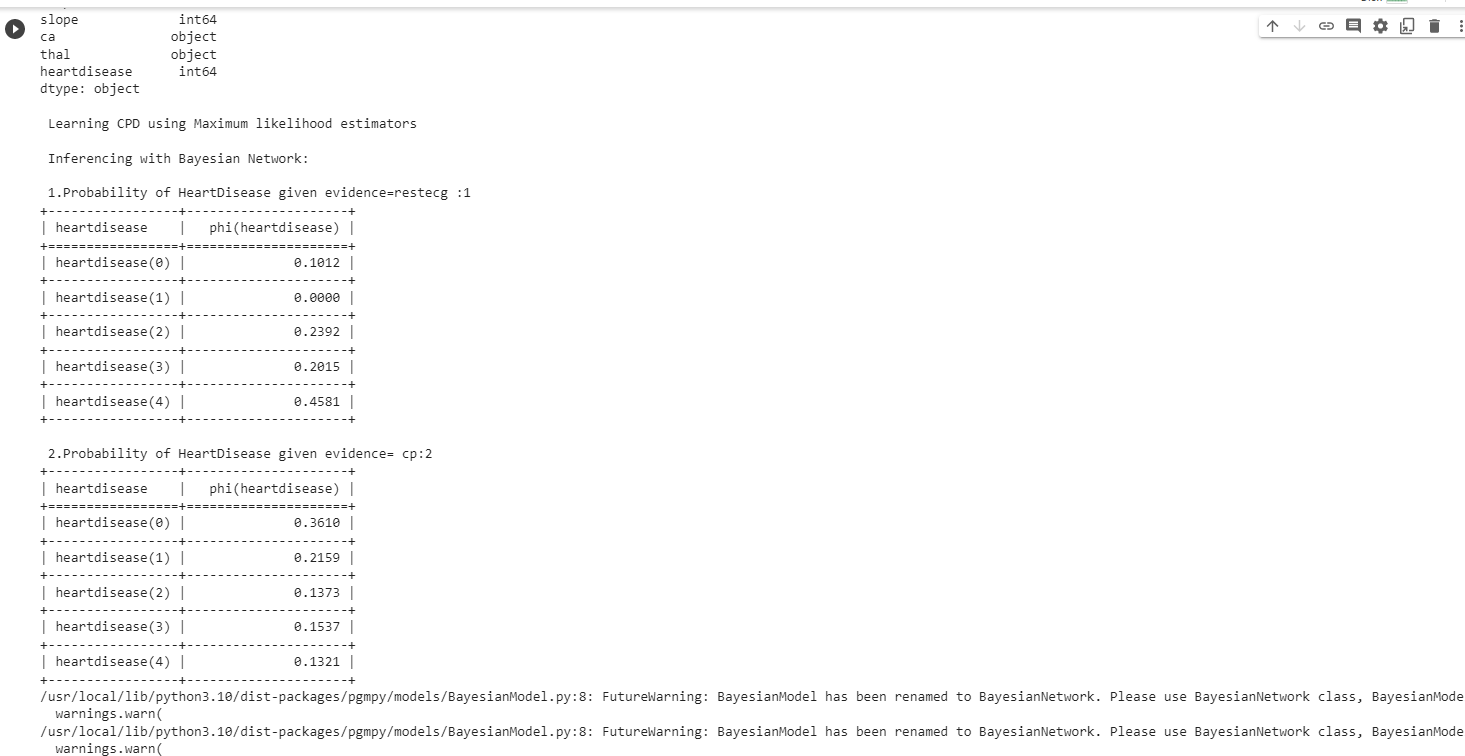 slope             int64
ca               object
thal             object
heartdisease      int64
dtype: object
Learning CPD using Maximum likelihood estimators
Inferencing with Bayesian Network:
1.Probability of HeartDisease given evidence=restecg :1
+-----------------+---------------------+
| heartdisease    |   phi(heartdisease) |
+=================+=====================+
| heartdisease(0) |              0.1012 |
+-----------------+---------------------+
| heartdisease(1) |              0.0000 |
+-----------------+---------------------+
| heartdisease(2) |              0.2392 |
+-----------------+---------------------+
| heartdisease(3) |              0.2015 |
+-----------------+---------------------+
| heartdisease(4) |              0.4581 |
+-----------------+---------------------+
2.Probability of HeartDisease given evidence= cp:2
+-----------------+---------------------+
| heartdisease    |   phi(heartdisease) |
+=================+=====================+
| heartdisease(0) |              0.3610 |
+-----------------+---------------------+
| heartdisease(1) |              0.2159 |
+-----------------+---------------------+
| heartdisease(2) |              0.1373 |
+-----------------+---------------------+
| heartdisease(3) |              0.1537 |
+-----------------+---------------------+
| heartdisease(4) |              0.1321 |
+-----------------+---------------------+
/usr/local/lib/python3.10/dist-packages/pgmpy/models/BayesianModel.py:8: FutureWarning: BayesianModel has been renamed to BayesianNetwork. Please use BayesianNetwork class, BayesianMode
warnings.warn(
/usr/local/lib/python3.10/dist-packages/pgmpy/models/BayesianModel.py:8: FutureWarning: BayesianModel has been renamed to BayesianNetwork. Please use BayesianNetwork class, BayesianMode
warnings.warn(